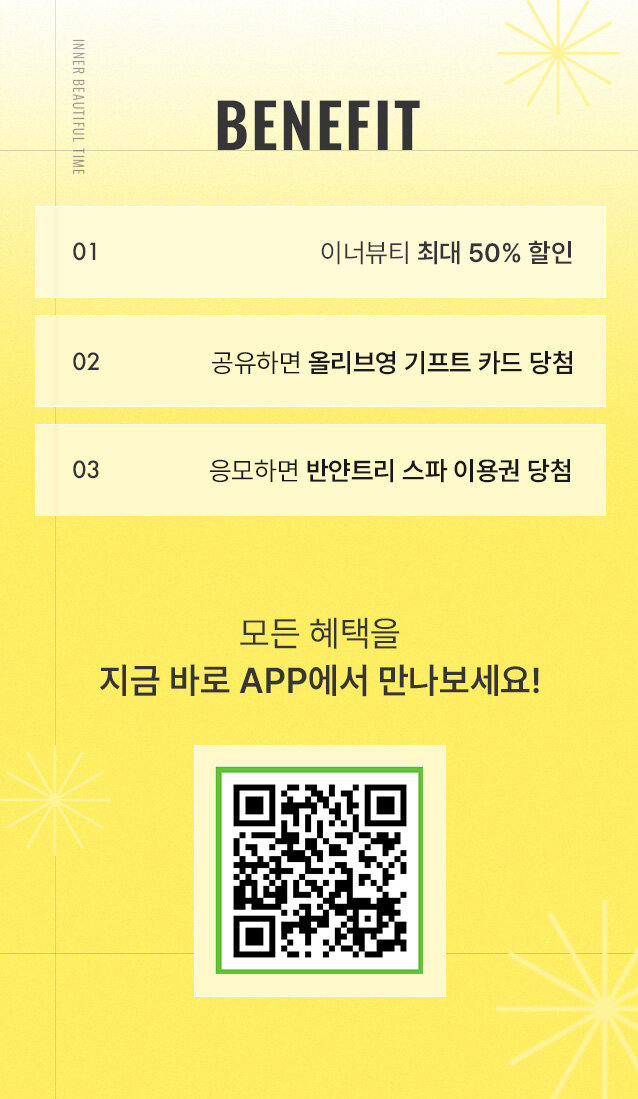 INNER BEAUTIFUL TIME
BENEFIT
01
이너뷰티 최대 50% 할인
02
공유하면 올리브영 기프트 카드 당첨
03
응모하면 반얀트리 스파 이용권 당첨
모든 혜택을
지금 바로 APP에서 만나보세요!